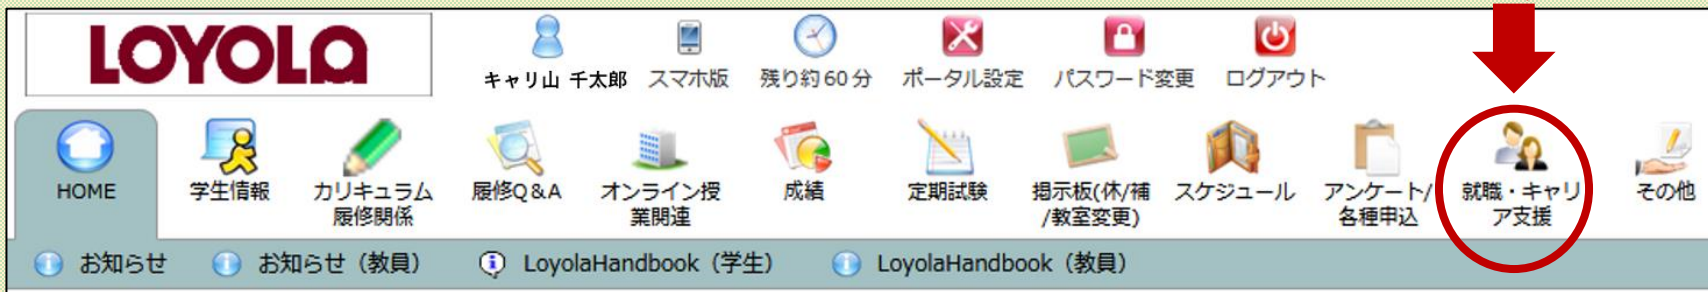 LOYOLA
キャリ山 千太郎 スマホ版 残り約60分 ポータル設定 パスワード変更 ログアウト
HOME 学生情報 カリキュラム 履修Q&A オンライン授 成績 定期試験 掲示板(休/補 スケジュール アンケート/ 就職・キャリ その他
履修関係 業関連 /教室変更) 各種申込 ア支援
お知らせ お知らせ（教員） LoyolaHandbook（学生） LoyolaHandbook（教員）